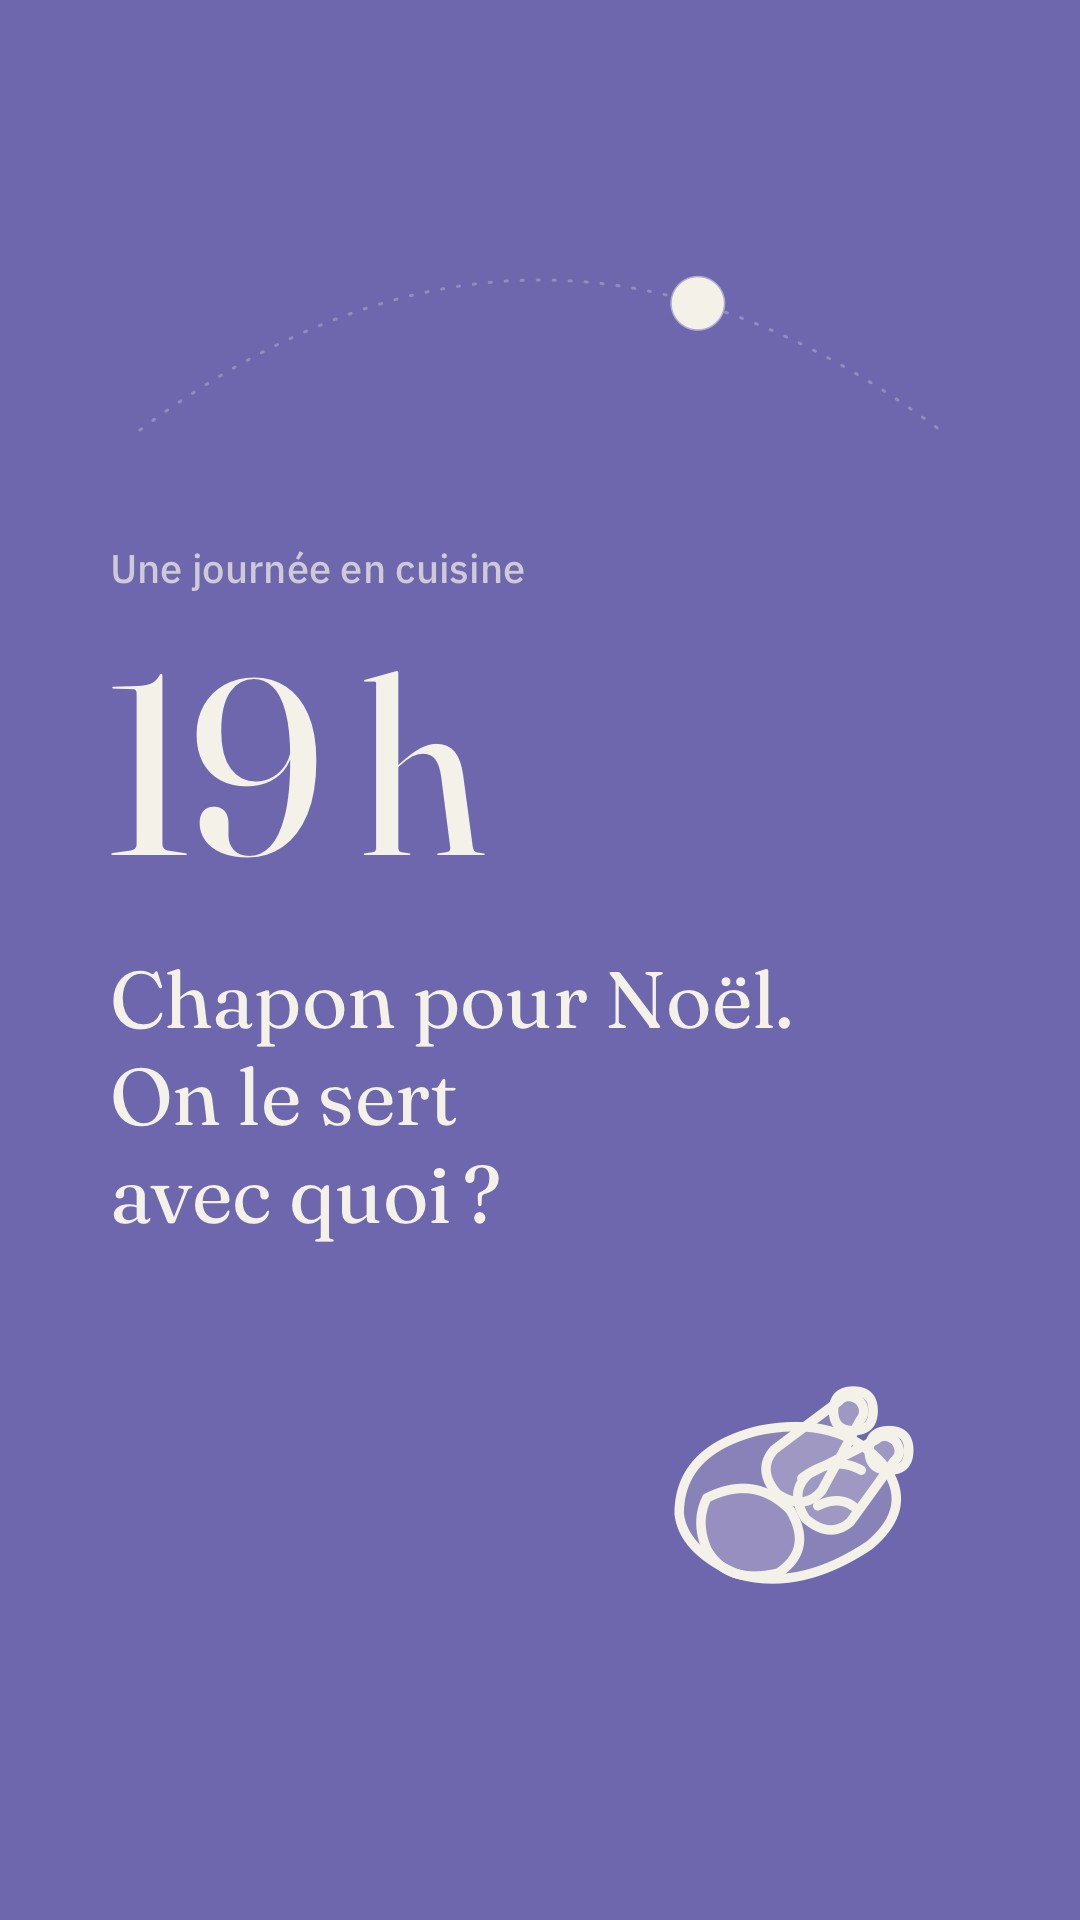 Une journée en cuisine
19 h
Chapon pour Noël.
On le sert
avec quoi ?